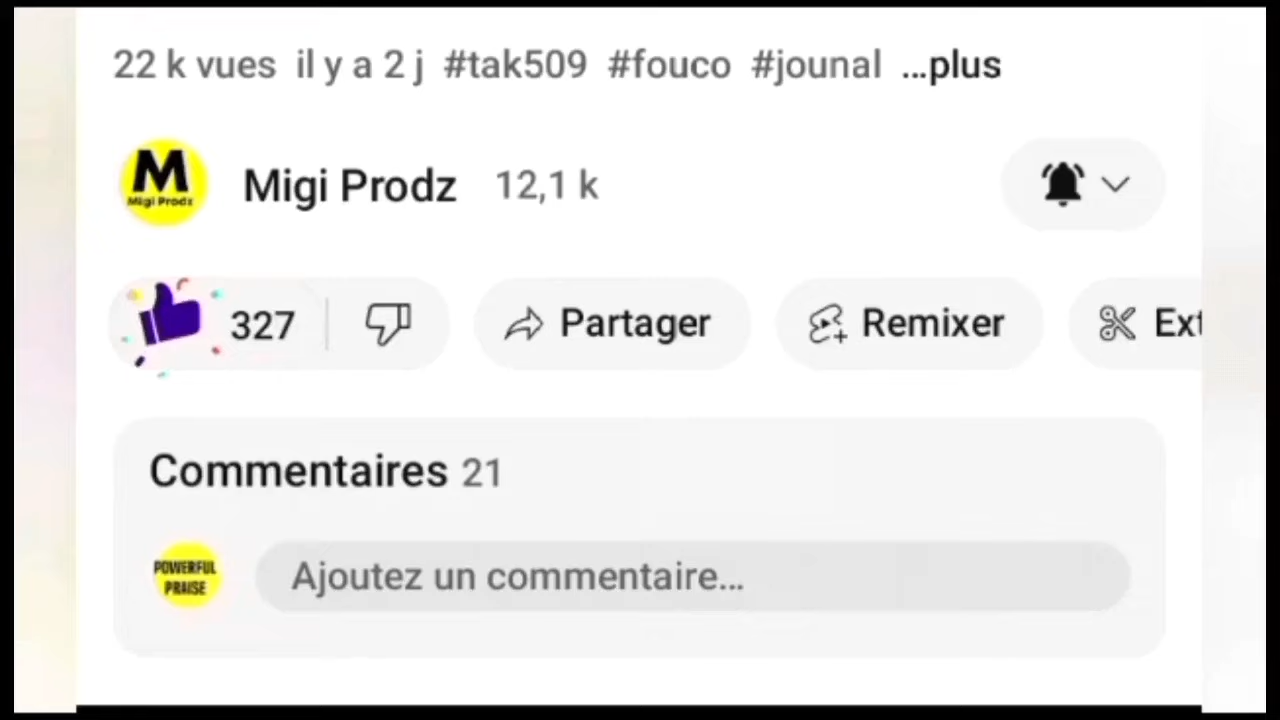 22 k vues il y a 2 j #tak509 #fouco #jounal ...plus
M
Migi Prodz
Migi Prodz 12,1 k
327
Partager
Remixer
Ext
Commentaires 21
POWERFUL
PRAISE
Ajoutez un commentaire...